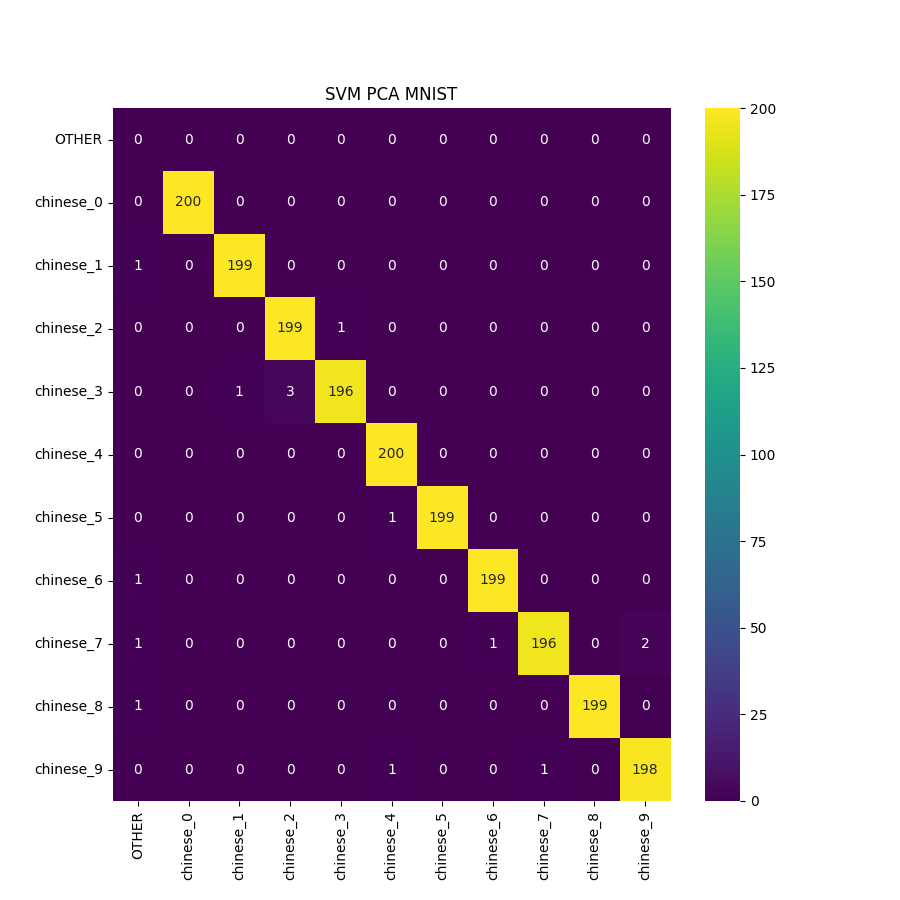 SVM PCA MNIST
OTHER 0 0 0 0 0 0 0 0 0 0 0
chinese_0 0 200 0 0 0 0 0 0 0 0 0
chinese_1 1 0 199 0 0 0 0 0 0 0 0
chinese_2 0 0 0 199 1 0 0 0 0 0 0
chinese_3 0 0 1 3 196 0 0 0 0 0 0
chinese_4 0 0 0 0 0 200 0 0 0 0 0
chinese_5 0 0 0 0 0 1 199 0 0 0 0
chinese_6 1 0 0 0 0 0 0 199 0 0 0
chinese_7 1 0 0 0 0 0 0 1 196 0 2
chinese_8 1 0 0 0 0 0 0 0 0 199 0
chinese_9 0 0 0 0 0 1 0 0 1 0 198
OTHER chinese_0 chinese_1 chinese_2 chinese_3 chinese_4 chinese_5 chinese_6 chinese_7 chinese_8 chinese_9
200
175
150
125
100
75
50
25
0